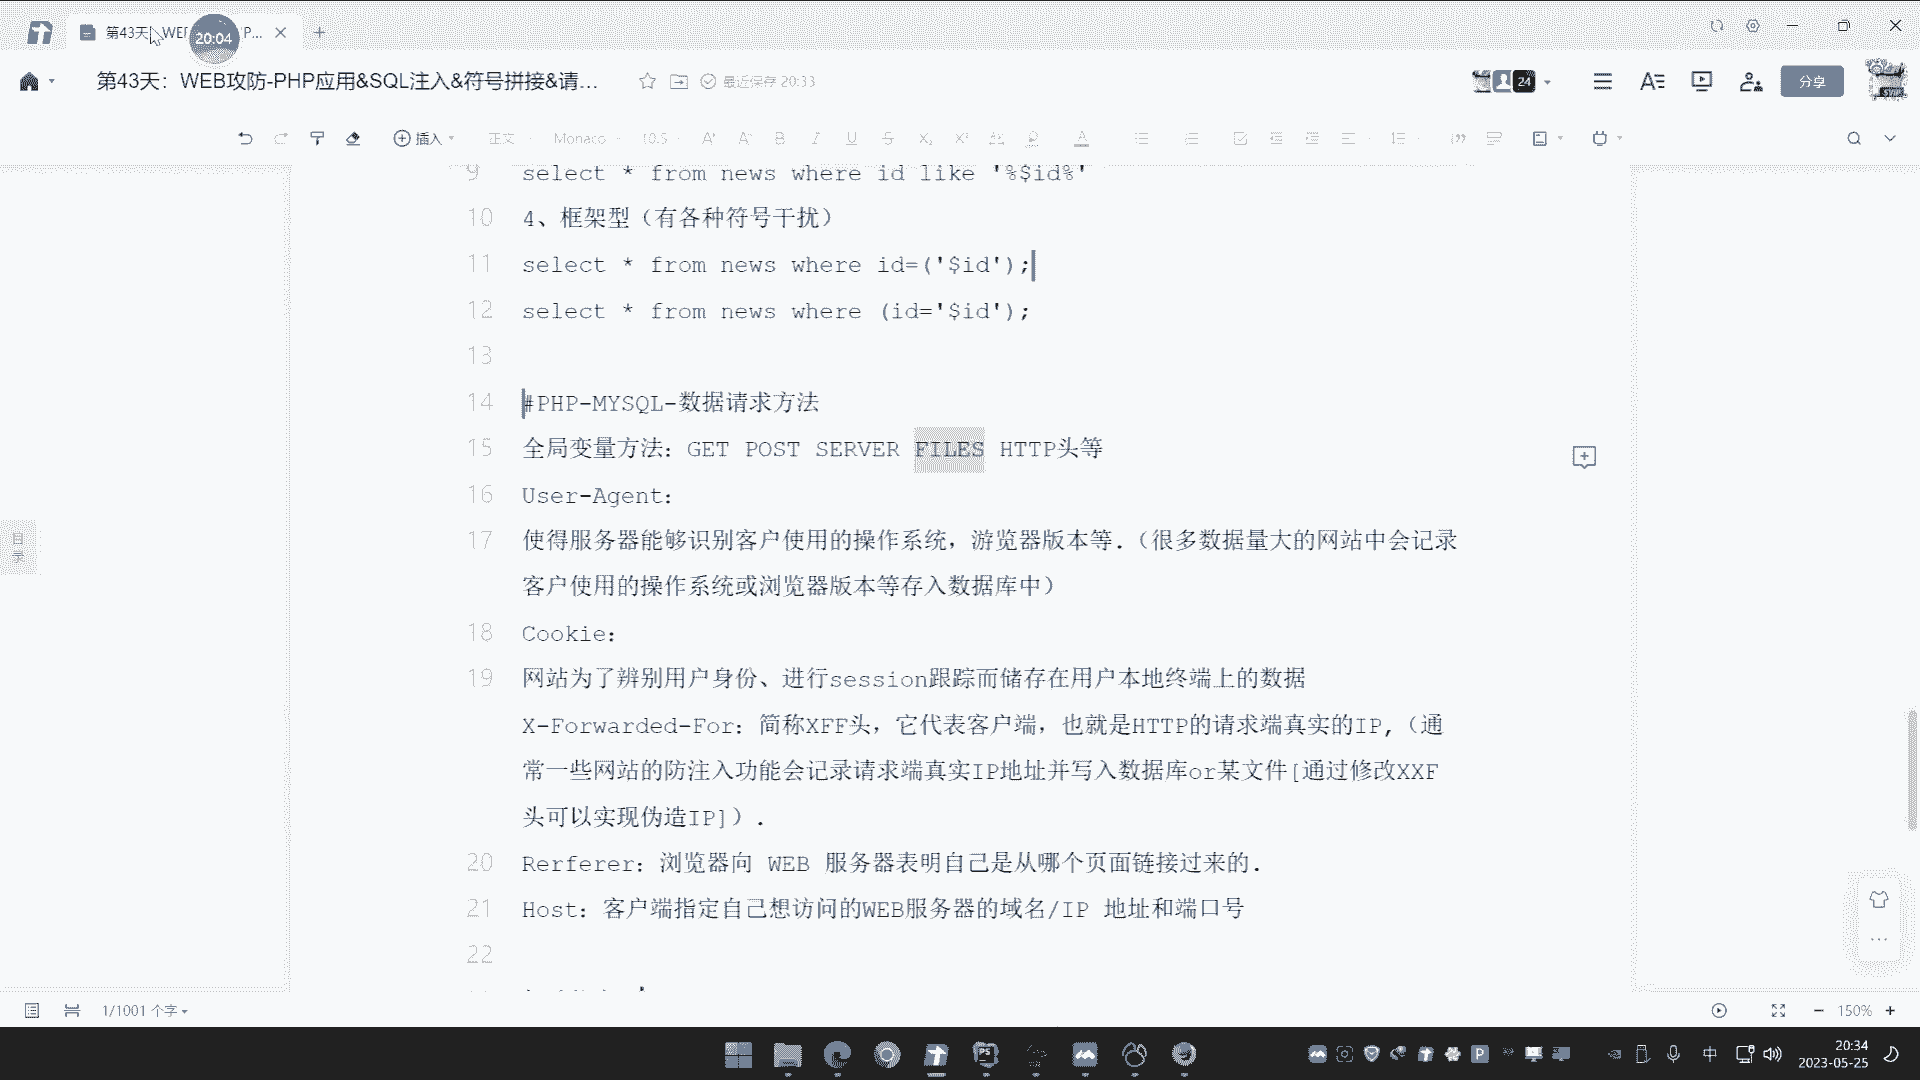 第43天
20:04
P...
第43天：WEB攻防-PHP应用&SQL注入&符号拼接&请...
最近保存 20:33
24
分享
插入
正文
Monaco
10.5
目录
9 select * from news where id like '%$id%'
10 4、框架型（有各种符号干扰）
11 select * from news where id=('$id');
12 select * from news where (id='$id');
13
14 #PHP-MYSQL-数据请求方法
15 全局变量方法：GET POST SERVER FILES HTTP头等
16 User-Agent：
17 使得服务器能够识别客户使用的操作系统，游览器版本等.（很多数据量大的网站中会记录
客户使用的操作系统或浏览器版本等存入数据库中）
18 Cookie：
19 网站为了辨别用户身份、进行session跟踪而储存在用户本地终端上的数据
X-Forwarded-For：简称XFF头，它代表客户端，也就是HTTP的请求端真实的IP,（通
常一些网站的防注入功能会记录请求端真实IP地址并写入数据库or某文件[通过修改XXF
头可以实现伪造IP]）.
20 Rerferer：浏览器向 WEB 服务器表明自己是从哪个页面链接过来的.
21 Host：客户端指定自己想访问的WEB服务器的域名/IP 地址和端口号
22
1/1001 个字
150%
中
20:34
2023-05-25